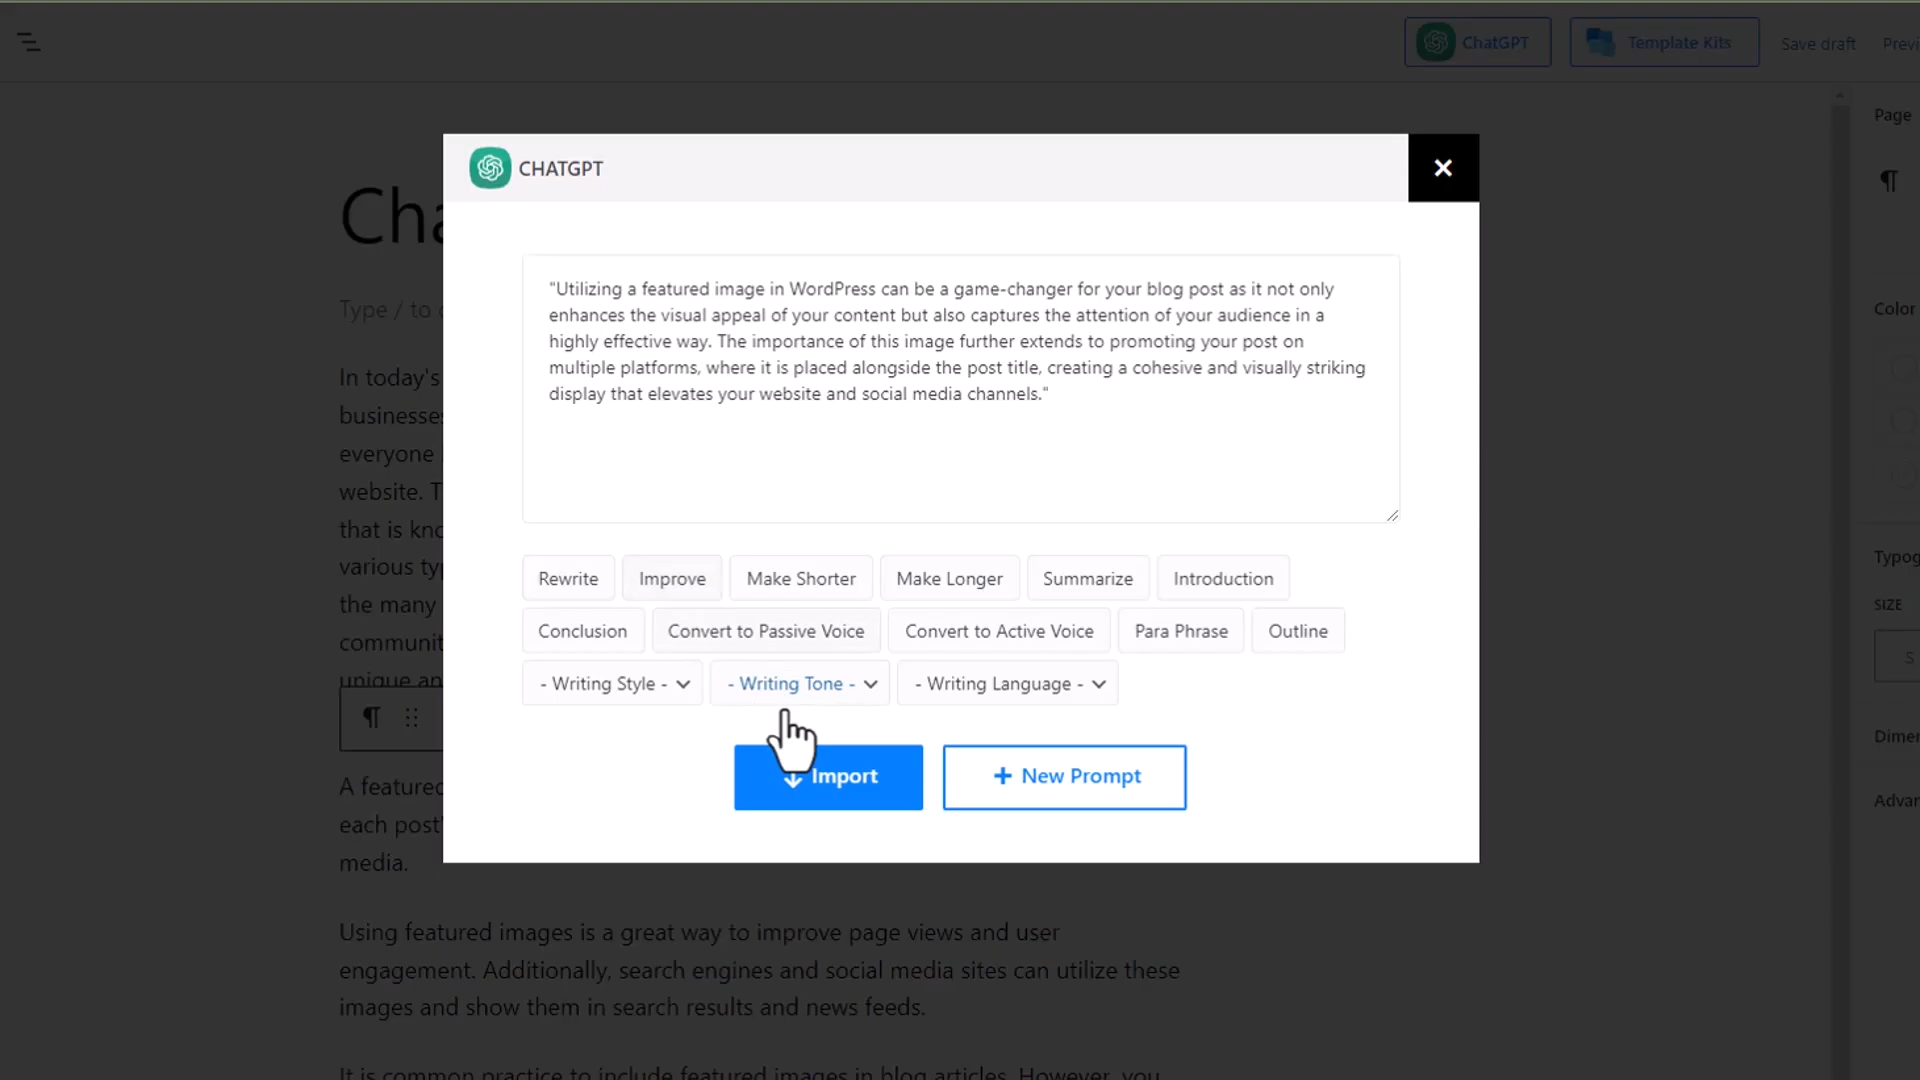 ChatGPT
Template Kits
Save draft
CHATGPT
Page
Type / to
"Utilizing a featured image in WordPress can be a game-changer for your blog post as it not only
enhances the visual appeal of your content but also captures the attention of your audience in a
highly effective way. The importance of this image further extends to promoting your post on
multiple platforms, where it is placed alongside the post title, creating a cohesive and visually striking
display that elevates your website and social media channels."
Color
In today's
everyone
website. T
that is
various
the many
unique
Rewrite
Improve
Make Shorter
Make Longer
Summarize
Introduction
SIZE
S
Conclusion
Convert to Passive Voice
Convert to Active Voice
Para Phrase
Outline
- Writing Style -
- Writing Tone -
- Writing Language -
Import
+ New Prompt
A featured
each post'
media.
Using featured images is a great way to improve page views and user
engagement. Additionally, search engines and social media sites can utilize these
images and show them in search results and news feeds.
It is common practice to include featured images in blog articles. However, you